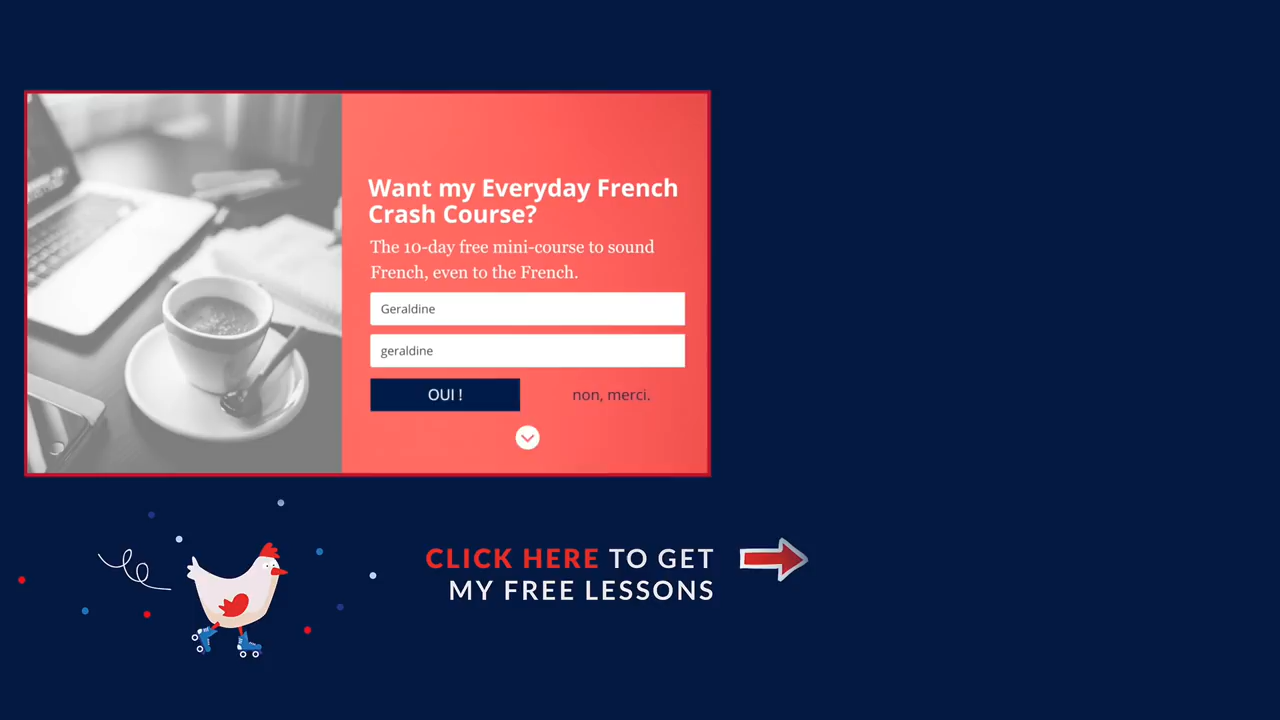 Want my Everyday French
Crash Course?
The 10-day free mini-course to sound
French, even to the French.
Geraldine
geraldine
OUI !
non, merci.
CLICK HERE TO GET
MY FREE LESSONS